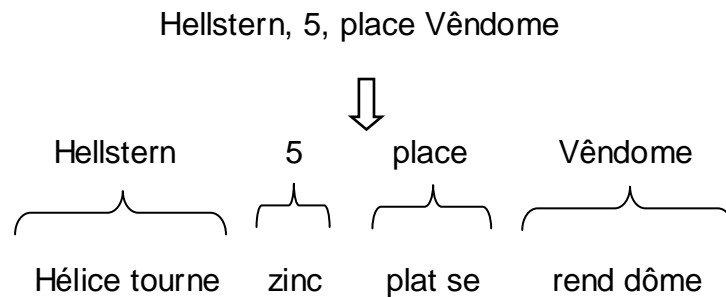 Hellstern, 5, place Vêndome
Hellstern 5 place Vêndome
Hélice tourne zinc plat se rend dôme